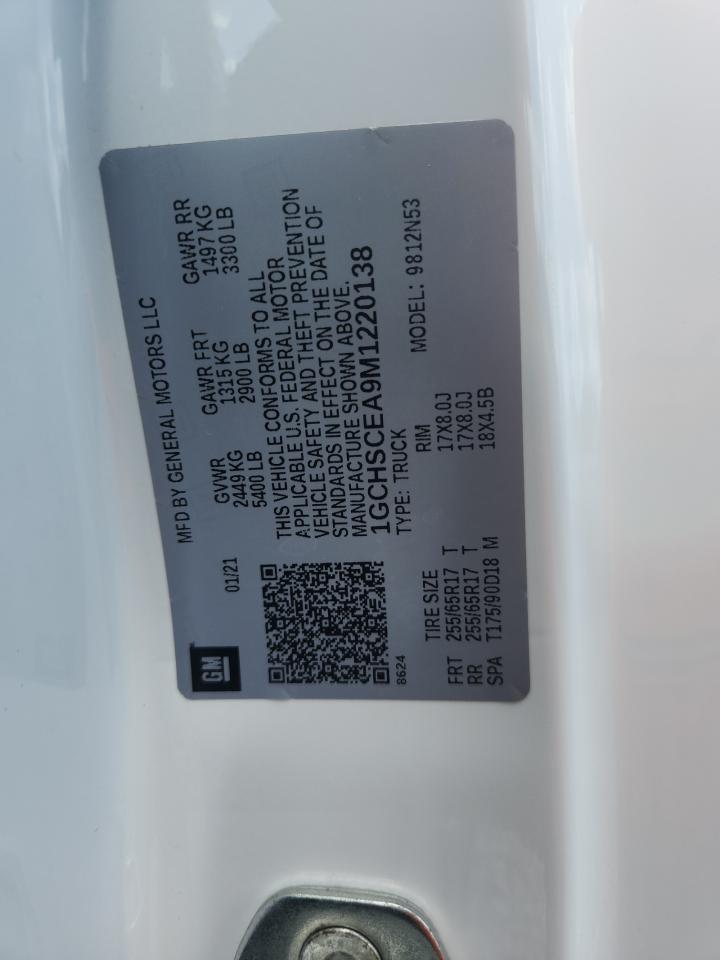 GM
MFD BY GENERAL MOTORS LLC
01/21
GVWR GAWR FRT GAWR RR
2449 KG 1315 KG 1497 KG
5400 LB 2900 LB 3300 LB
THIS VEHICLE CONFORMS TO ALL
APPLICABLE U.S. FEDERAL MOTOR
VEHICLE SAFETY AND THEFT PREVENTION
STANDARDS IN EFFECT ON THE DATE OF
MANUFACTURE SHOWN ABOVE.
1GCHSCEA9M1220138
8624
TYPE: TRUCK MODEL: 9812N53
TIRE SIZE RIM
FRT 255/65R17 T 17X8.0J
RR 255/65R17 T 17X8.0J
SPA T175/90D18 M 18X4.5B